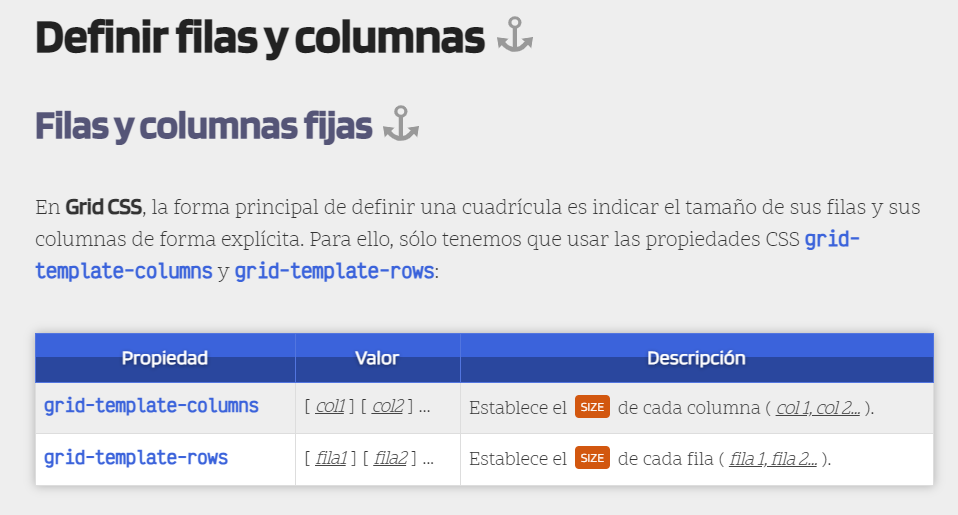 Definir filas y columnas
Filas y columnas fijas
En Grid CSS, la forma principal de definir una cuadrícula es indicar el tamaño de sus filas y sus
columnas de forma explícita. Para ello, sólo tenemos que usar las propiedades CSS grid-
template-columns y grid-template-rows:
Propiedad Valor Descripción
grid-template-columns [ col1 ] [ col2 ] ... Establece el SIZE de cada columna ( col 1, col 2... ).
grid-template-rows [ fila1 ] [ fila2 ] ... Establece el SIZE de cada fila ( fila 1, fila 2... ).